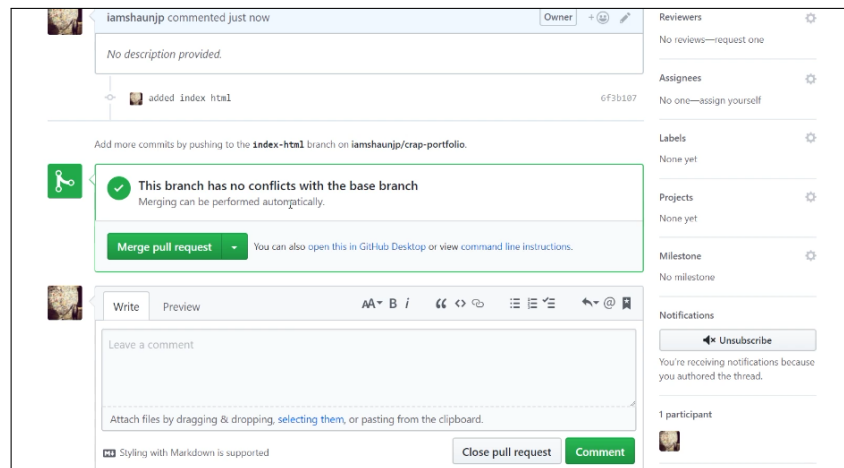 iamshaunjp commented just now
Owner
No description provided.
added index html
6f3b107
Add more commits by pushing to the index-html branch on iamshaunjp/crap-portfolio.
This branch has no conflicts with the base branch
Merging can be performed automatically.
Merge pull request
You can also open this in GitHub Desktop or view command line instructions.
Write
Preview
AA B i
Leave a comment
Attach files by dragging & dropping, selecting them, or pasting from the clipboard.
Styling with Markdown is supported
Close pull request
Comment
Reviewers
No reviews—request one
Assignees
No one—assign yourself
Labels
None yet
Projects
None yet
Milestone
No milestone
Notifications
Unsubscribe
You're receiving notifications because
you authored the thread.
1 participant